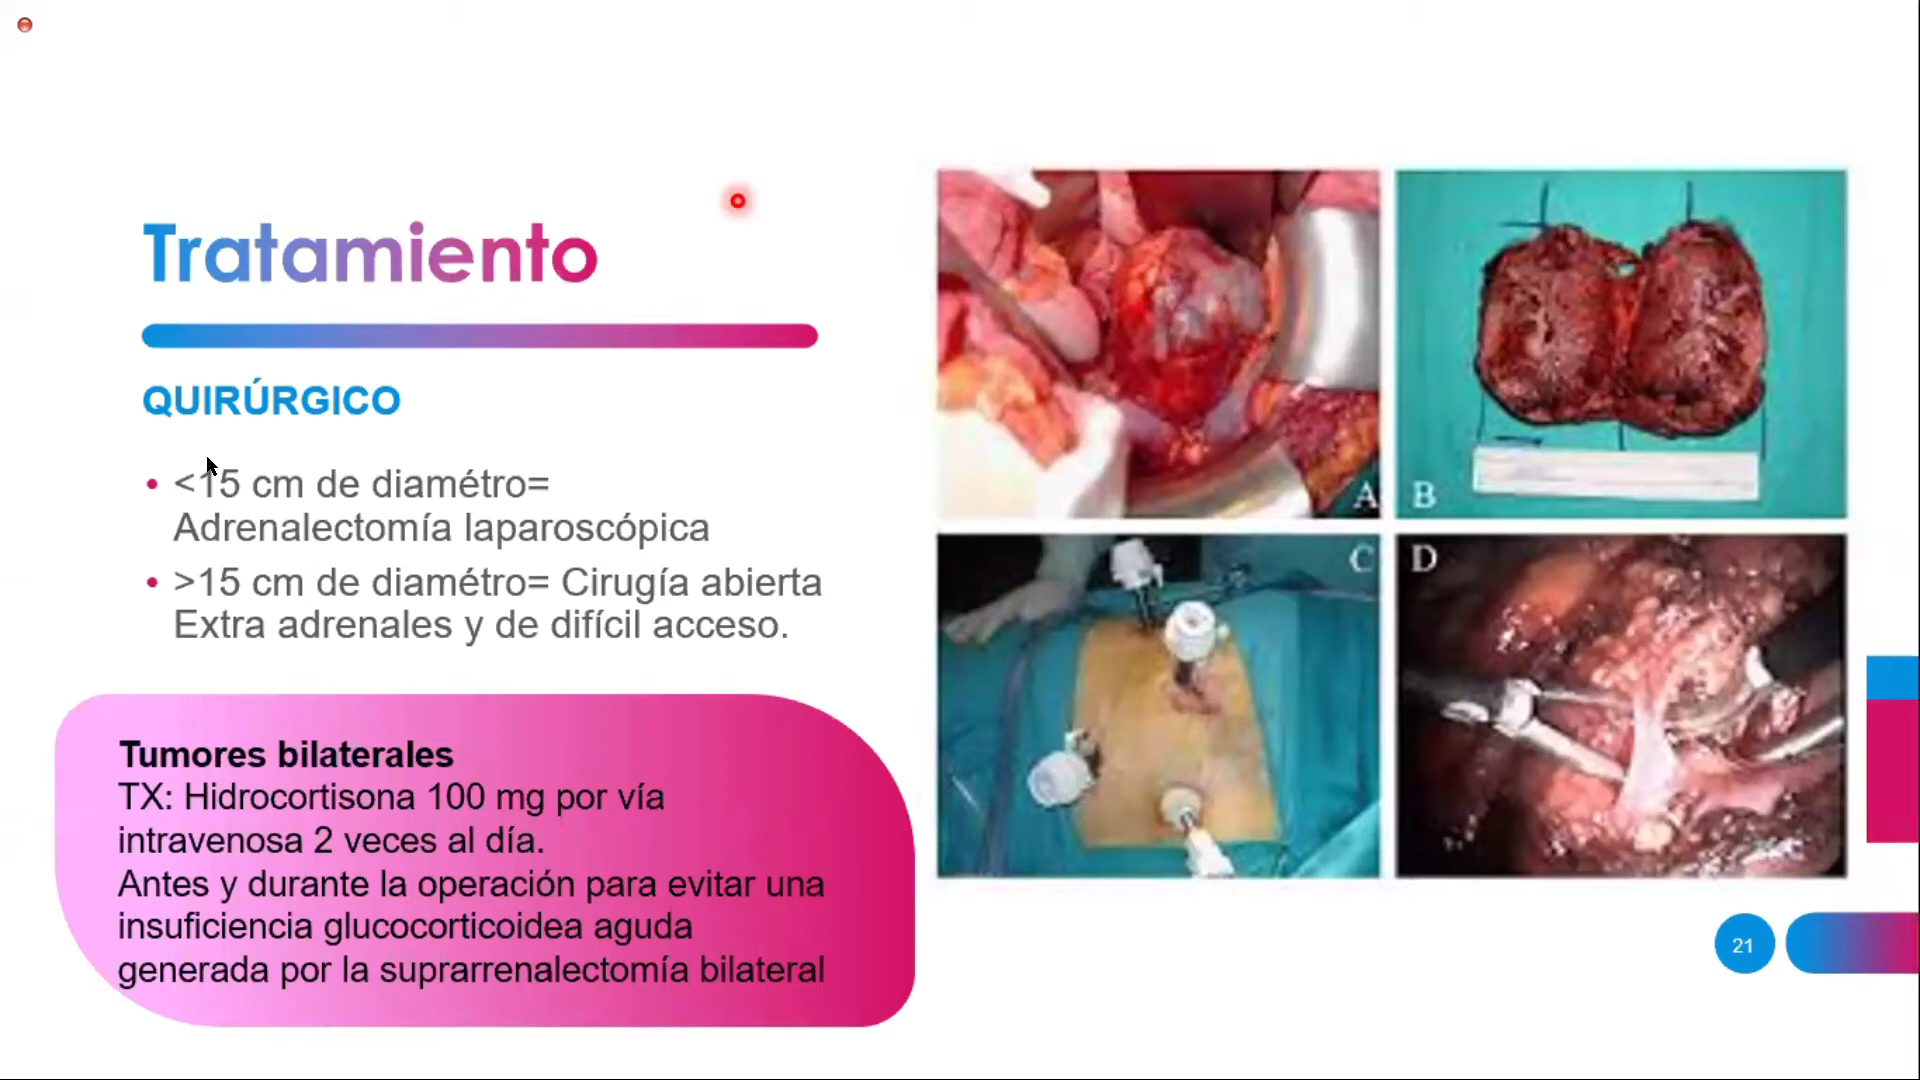 Tratamiento
QUIRÚRGICO
• <15 cm de diamétro=
Adrenalectomía laparoscópica
• >15 cm de diamétro= Cirugía abierta
Extra adrenales y de difícil acceso.
Tumores bilaterales
TX: Hidrocortisona 100 mg por vía
intravenosa 2 veces al día.
Antes y durante la operación para evitar una
insuficiencia glucocorticoidea aguda
generada por la suprarrenalectomía bilateral
A
B
C
D
21